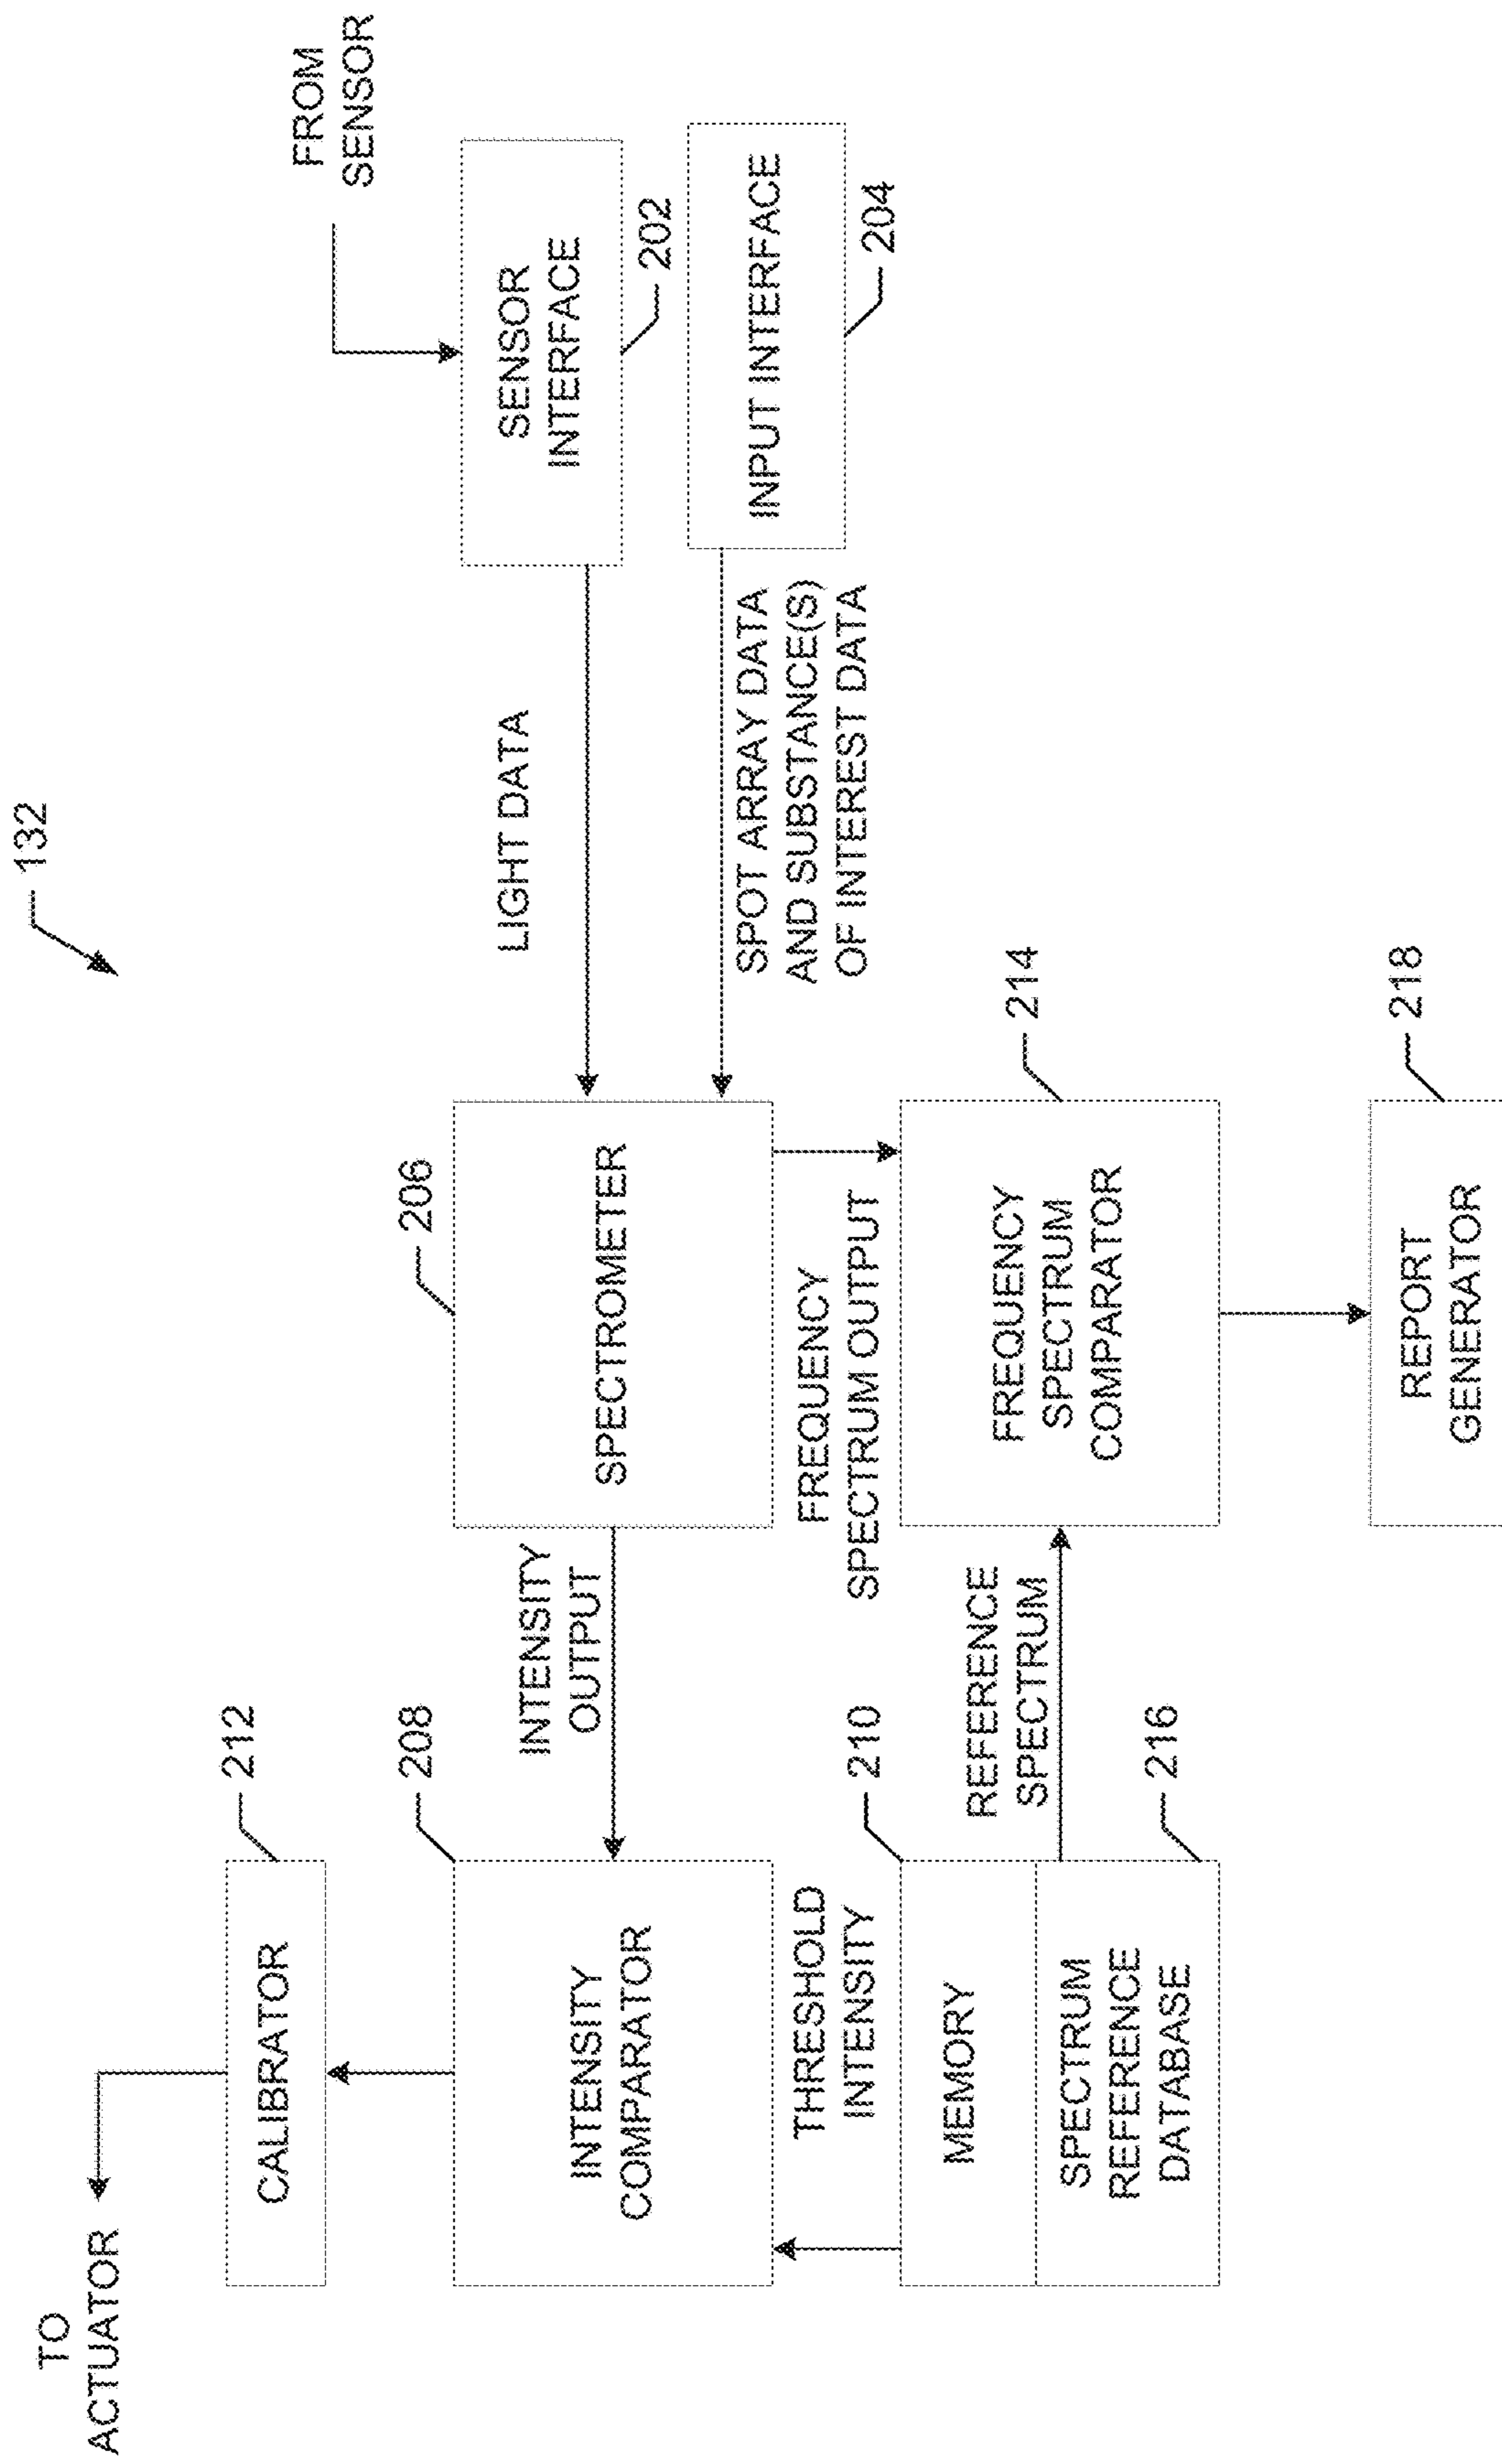 132
TO
ACTUATOR
CALIBRATOR
212
FROM
SENSOR
INTENSITY
COMPARATOR
208
INTENSITY
OUTPUT
SPECTROMETER
206
LIGHT DATA
SENSOR
INTERFACE
202
INPUT INTERFACE
204
SPOT ARRAY DATA
AND SUBSTANCE(S)
OF INTEREST DATA
THRESHOLD
INTENSITY
FREQUENCY
SPECTRUM OUTPUT
MEMORY
210
SPECTRUM
REFERENCE
DATABASE
216
REFERENCE
SPECTRUM
FREQUENCY
SPECTRUM
COMPARATOR
214
REPORT
GENERATOR
218